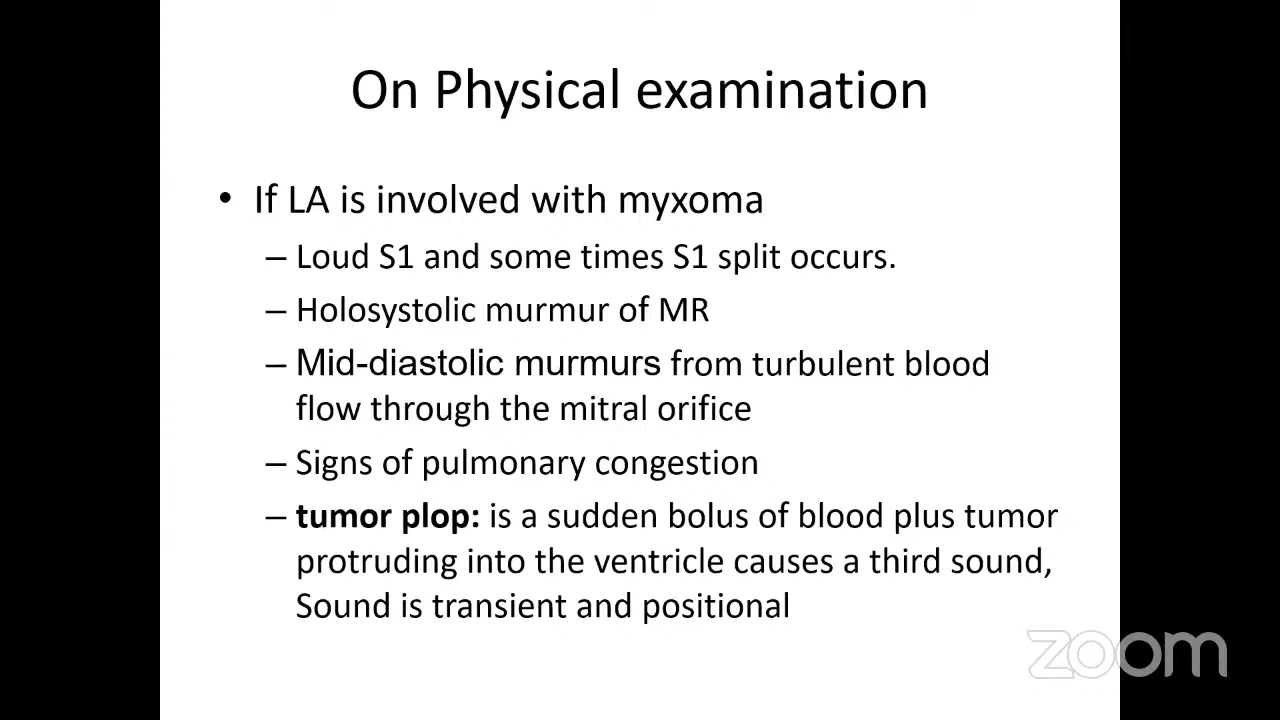 On Physical examination
• If LA is involved with myxoma
– Loud S1 and some times S1 split occurs.
– Holosystolic murmur of MR
– Mid-diastolic murmurs from turbulent blood
flow through the mitral orifice
– Signs of pulmonary congestion
– tumor plop: is a sudden bolus of blood plus tumor
protruding into the ventricle causes a third sound,
Sound is transient and positional
zoom